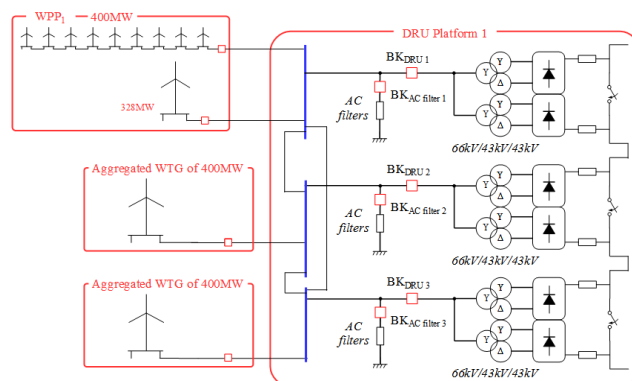 WPP1 400MW
DRU Platform 1
328MW
BKDRU 1
BKAC filter 1
AC
filters
Y
Y
Δ
Y
Y
Δ
66kV/43kV/43kV
Aggregated WTG of 400MW
BKDRU 2
BKAC filter 2
AC
filters
Y
Y
Δ
Y
Y
Δ
66kV/43kV/43kV
Aggregated WTG of 400MW
BKDRU 3
BKAC filter 3
AC
filters
Y
Y
Δ
Y
Y
Δ
66kV/43kV/43kV